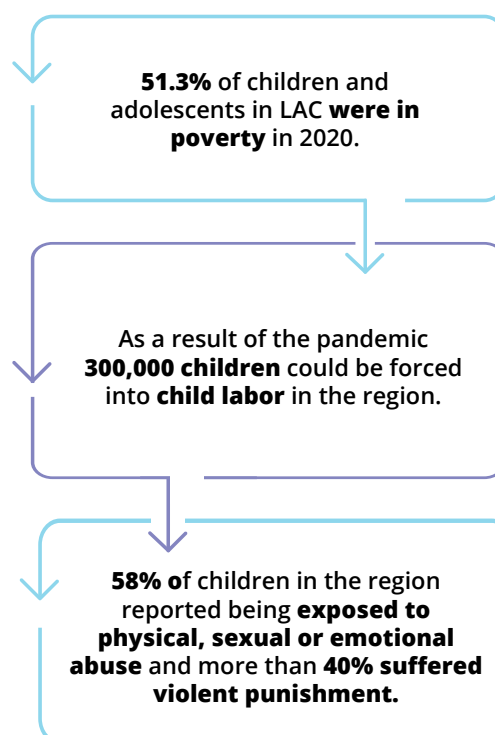 51.3% of children and
adolescents in LAC were in
poverty in 2020.
As a result of the pandemic
300,000 children could be forced
into child labor in the region.
58% of children in the region
reported being exposed to
physical, sexual or emotional
abuse and more than 40% suffered
violent punishment.